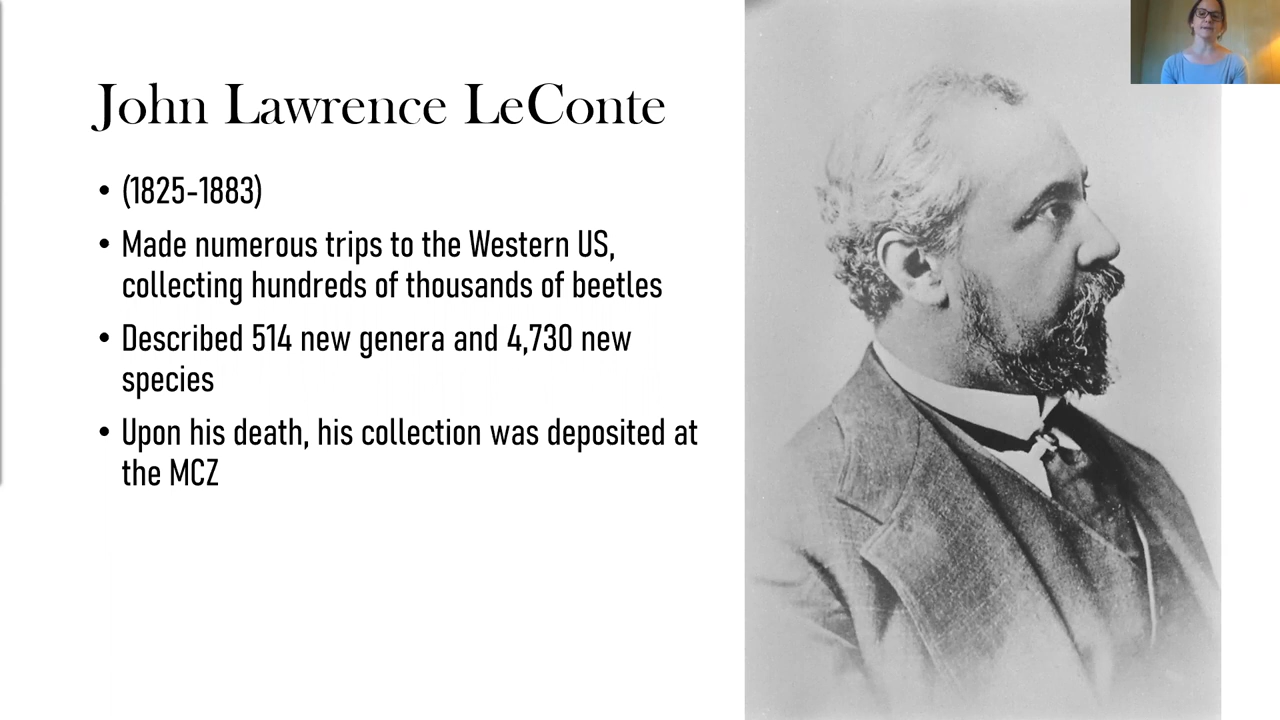 John Lawrence LeConte
• (1825-1883)
• Made numerous trips to the Western US,
collecting hundreds of thousands of beetles
• Described 514 new genera and 4,730 new
species
• Upon his death, his collection was deposited at
the MCZ